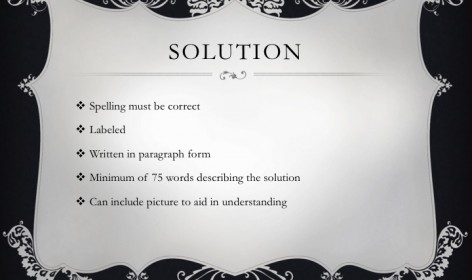 SOLUTION
❖ Spelling must be correct
❖ Labeled
❖ Written in paragraph form
❖ Minimum of 75 words describing the solution
❖ Can include picture to aid in understanding